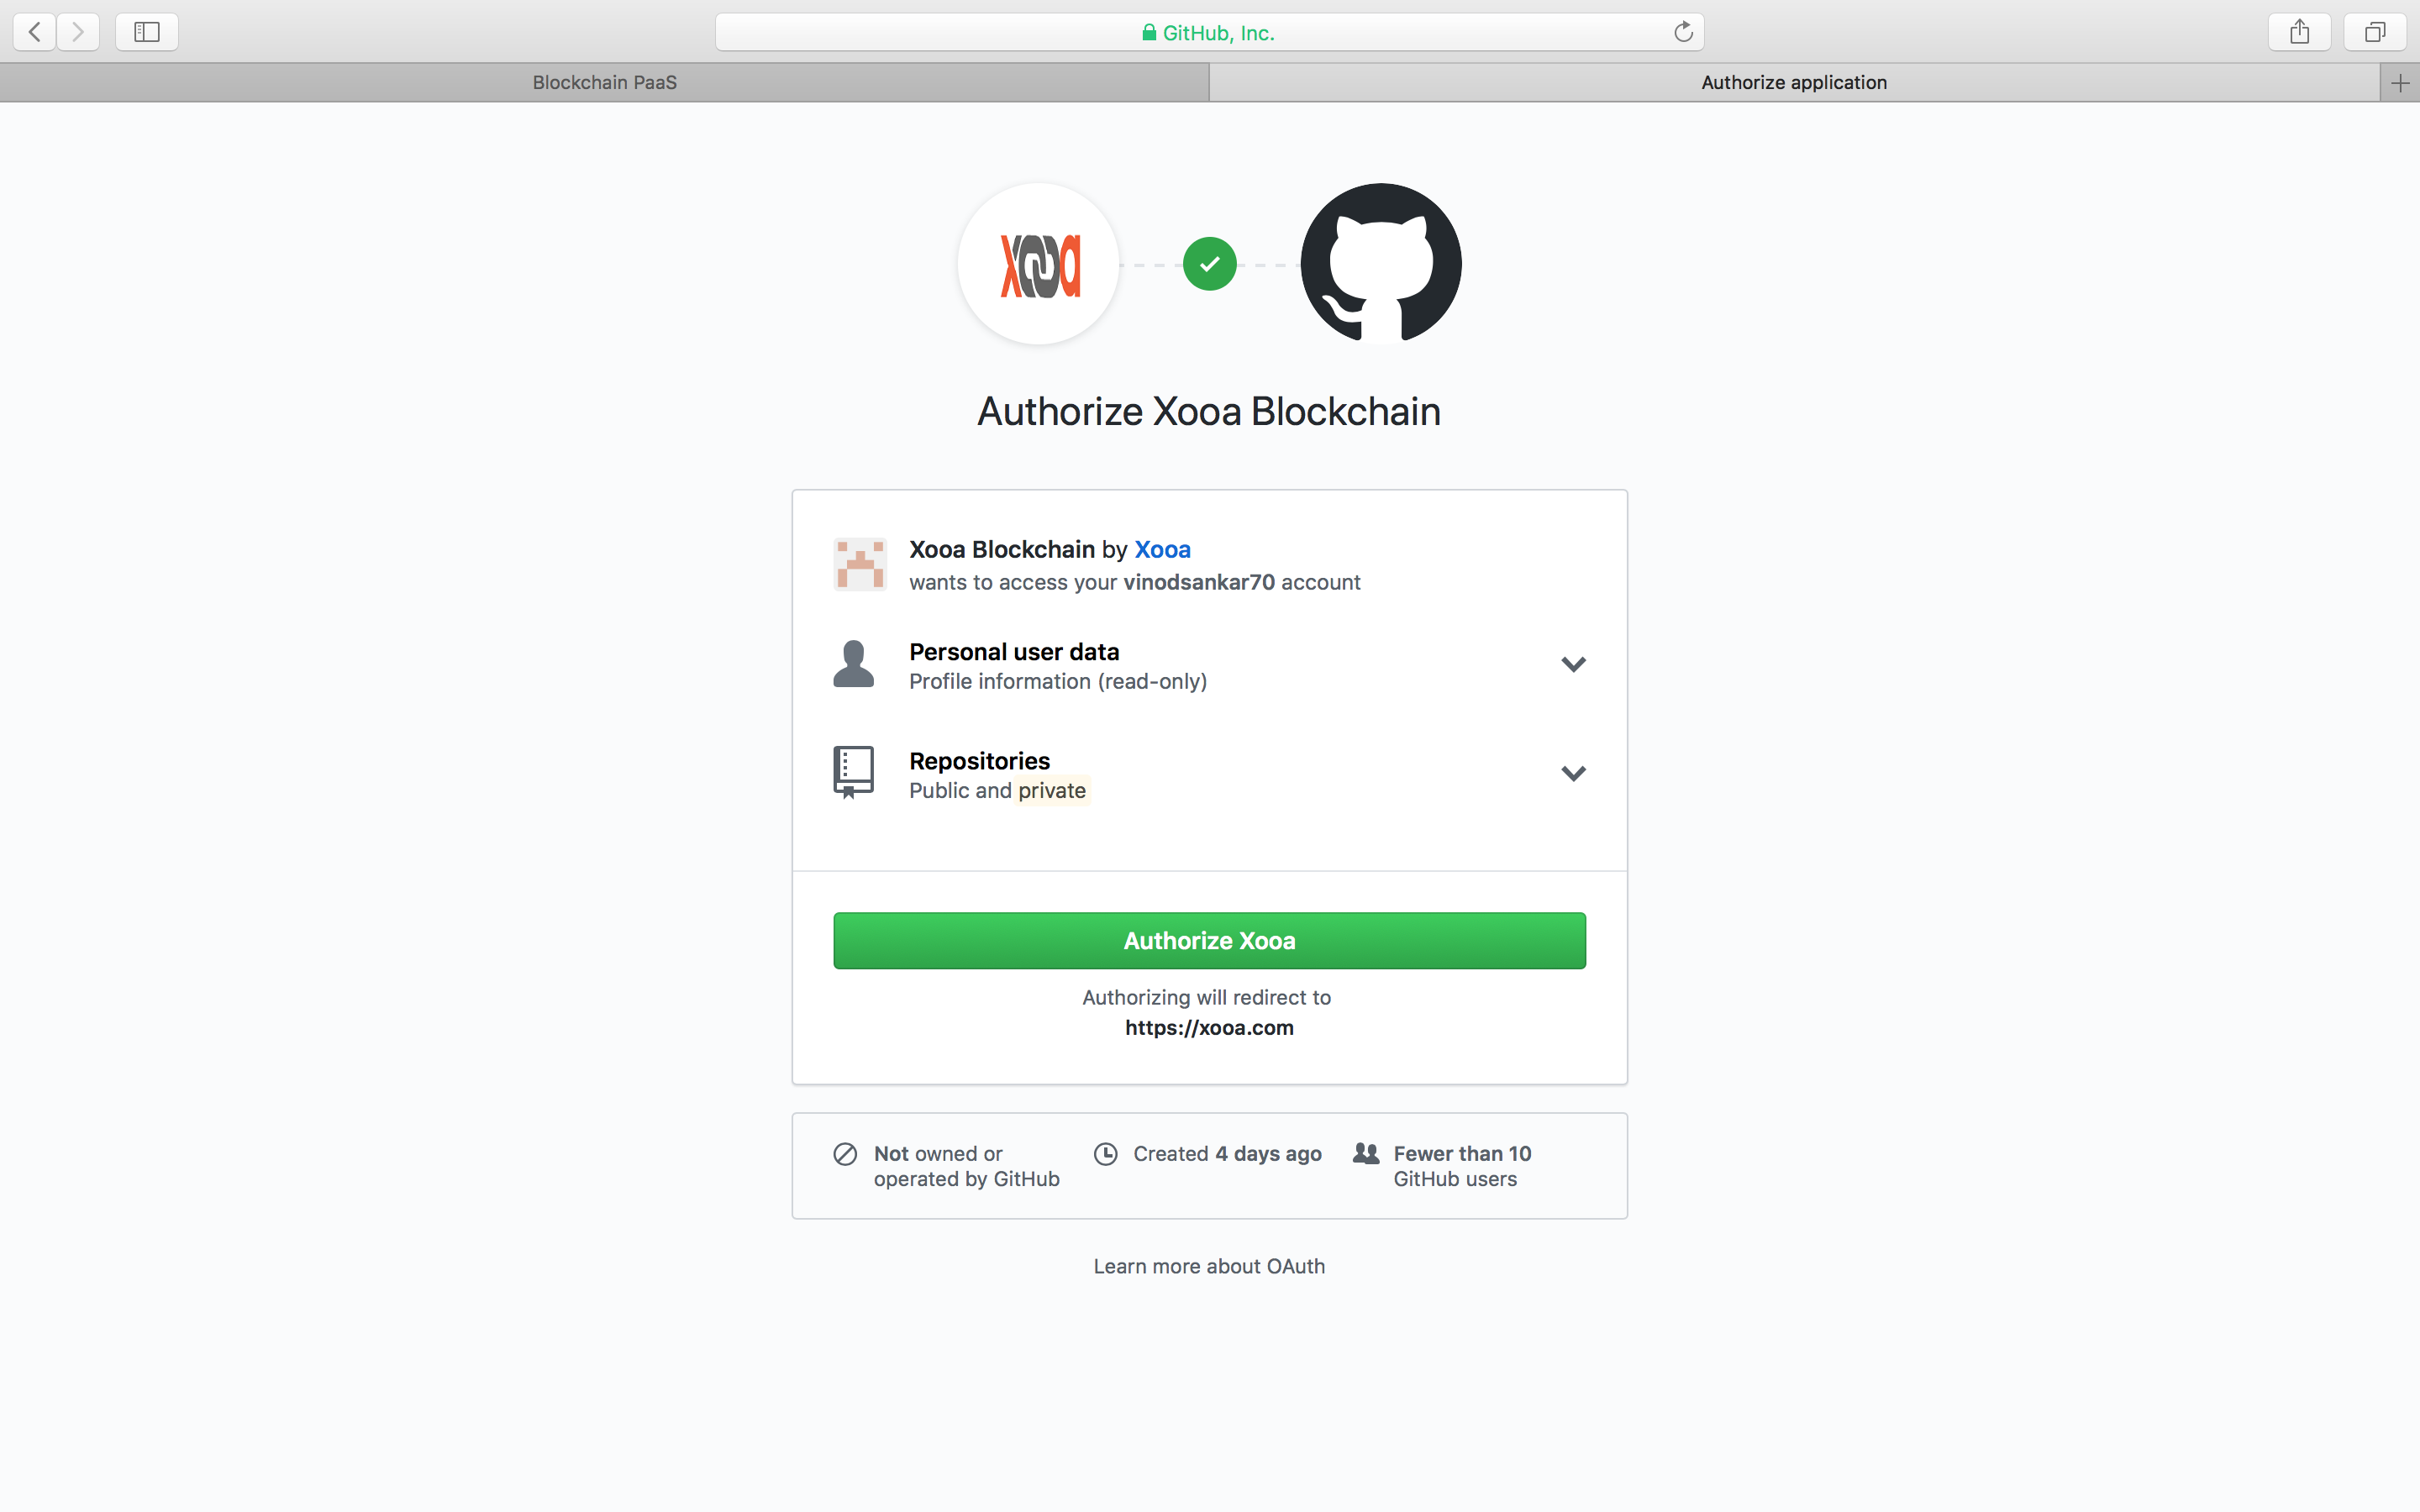 GitHub, Inc.
Blockchain PaaS
Authorize application
xooa
Authorize Xooa Blockchain
Xooa Blockchain by Xooa
wants to access your vinodsankar70 account
Personal user data
Profile information (read-only)
Repositories
Public and private
Authorize Xooa
Authorizing will redirect to
https://xooa.com
Not owned or
operated by GitHub
Created 4 days ago
Fewer than 10
GitHub users
Learn more about OAuth